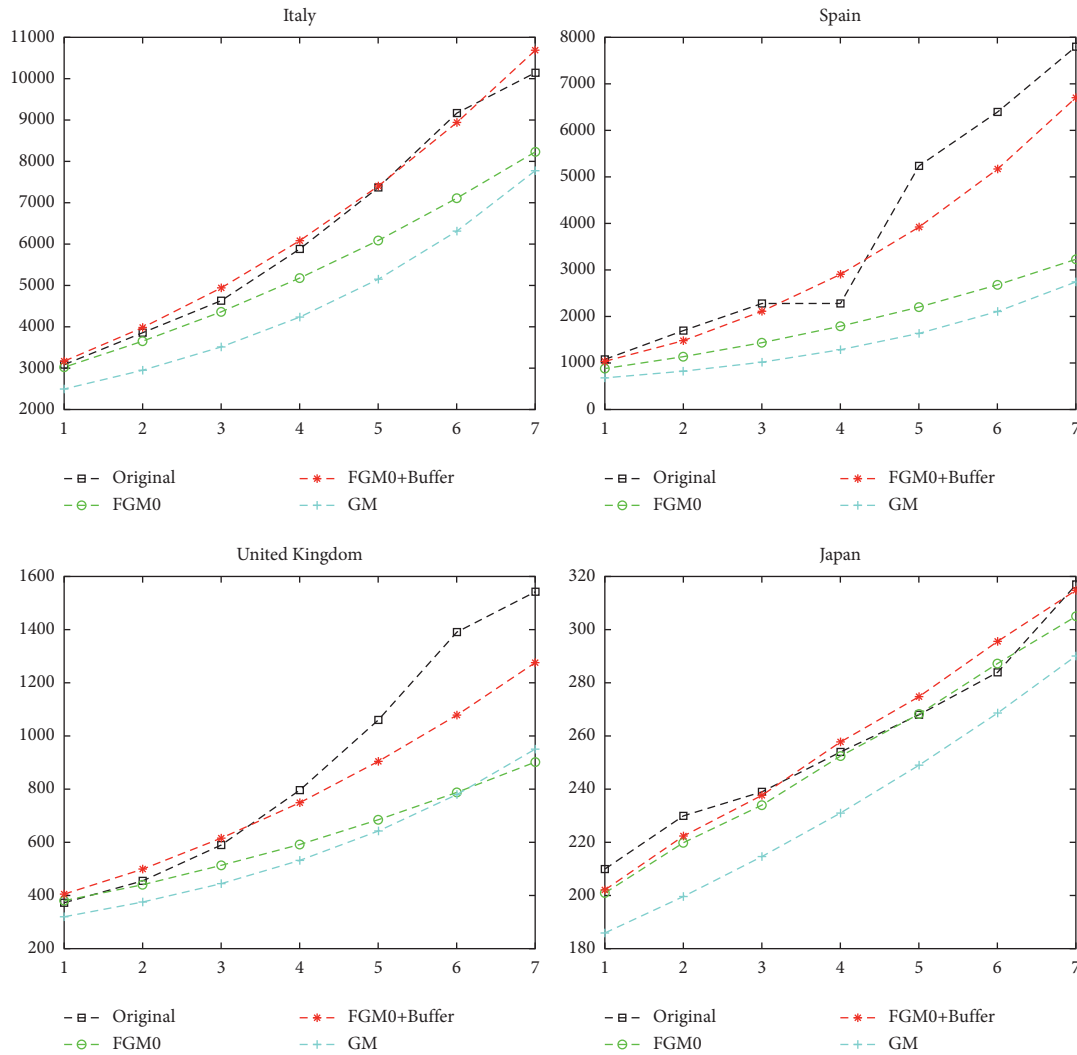 Italy
11000
10000
9000
8000
7000
6000
5000
4000
3000
2000
1 2 3 4 5 6 7
Original
FGM0
FGM0+Buffer
GM
Spain
8000
7000
6000
5000
4000
3000
2000
1000
0
1 2 3 4 5 6 7
Original
FGM0
FGM0+Buffer
GM
United Kingdom
1600
1400
1200
1000
800
600
400
200
1 2 3 4 5 6 7
Original
FGM0
FGM0+Buffer
GM
Japan
320
300
280
260
240
220
200
180
1 2 3 4 5 6 7
Original
FGM0
FGM0+Buffer
GM